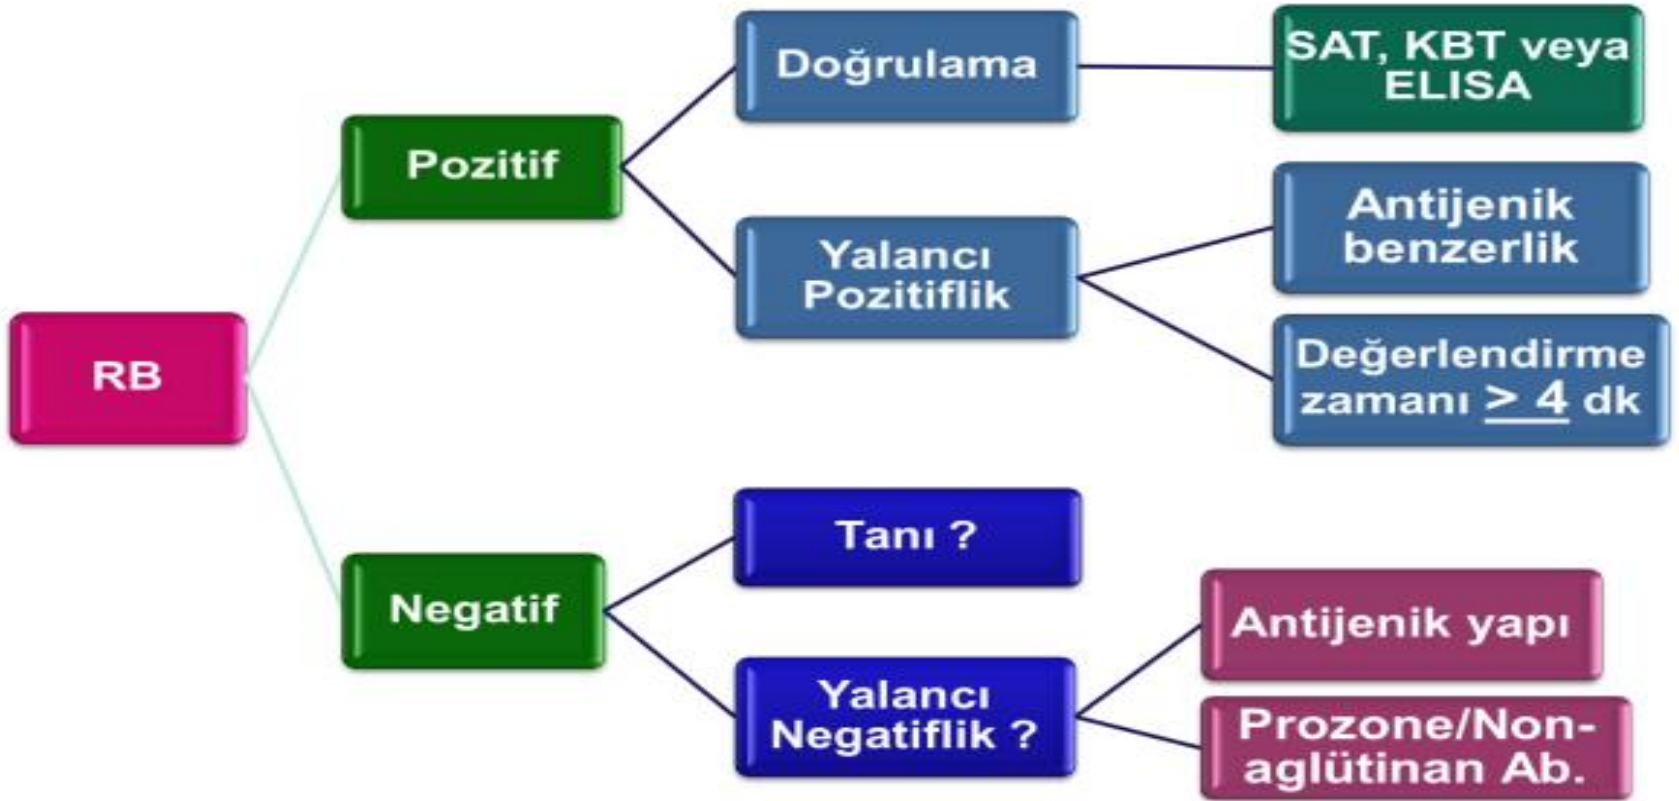 RB
Pozitif
Doğrulama
SAT, KBT veya
ELISA
Yalancı
Pozitiflik
Antijenik
benzerlik
Değerlendirme
zamanı > 4 dk
Negatif
Tanı ?
Yalancı
Negatiflik ?
Antijenik yapı
Prozone/Non-
aglütinan Ab.